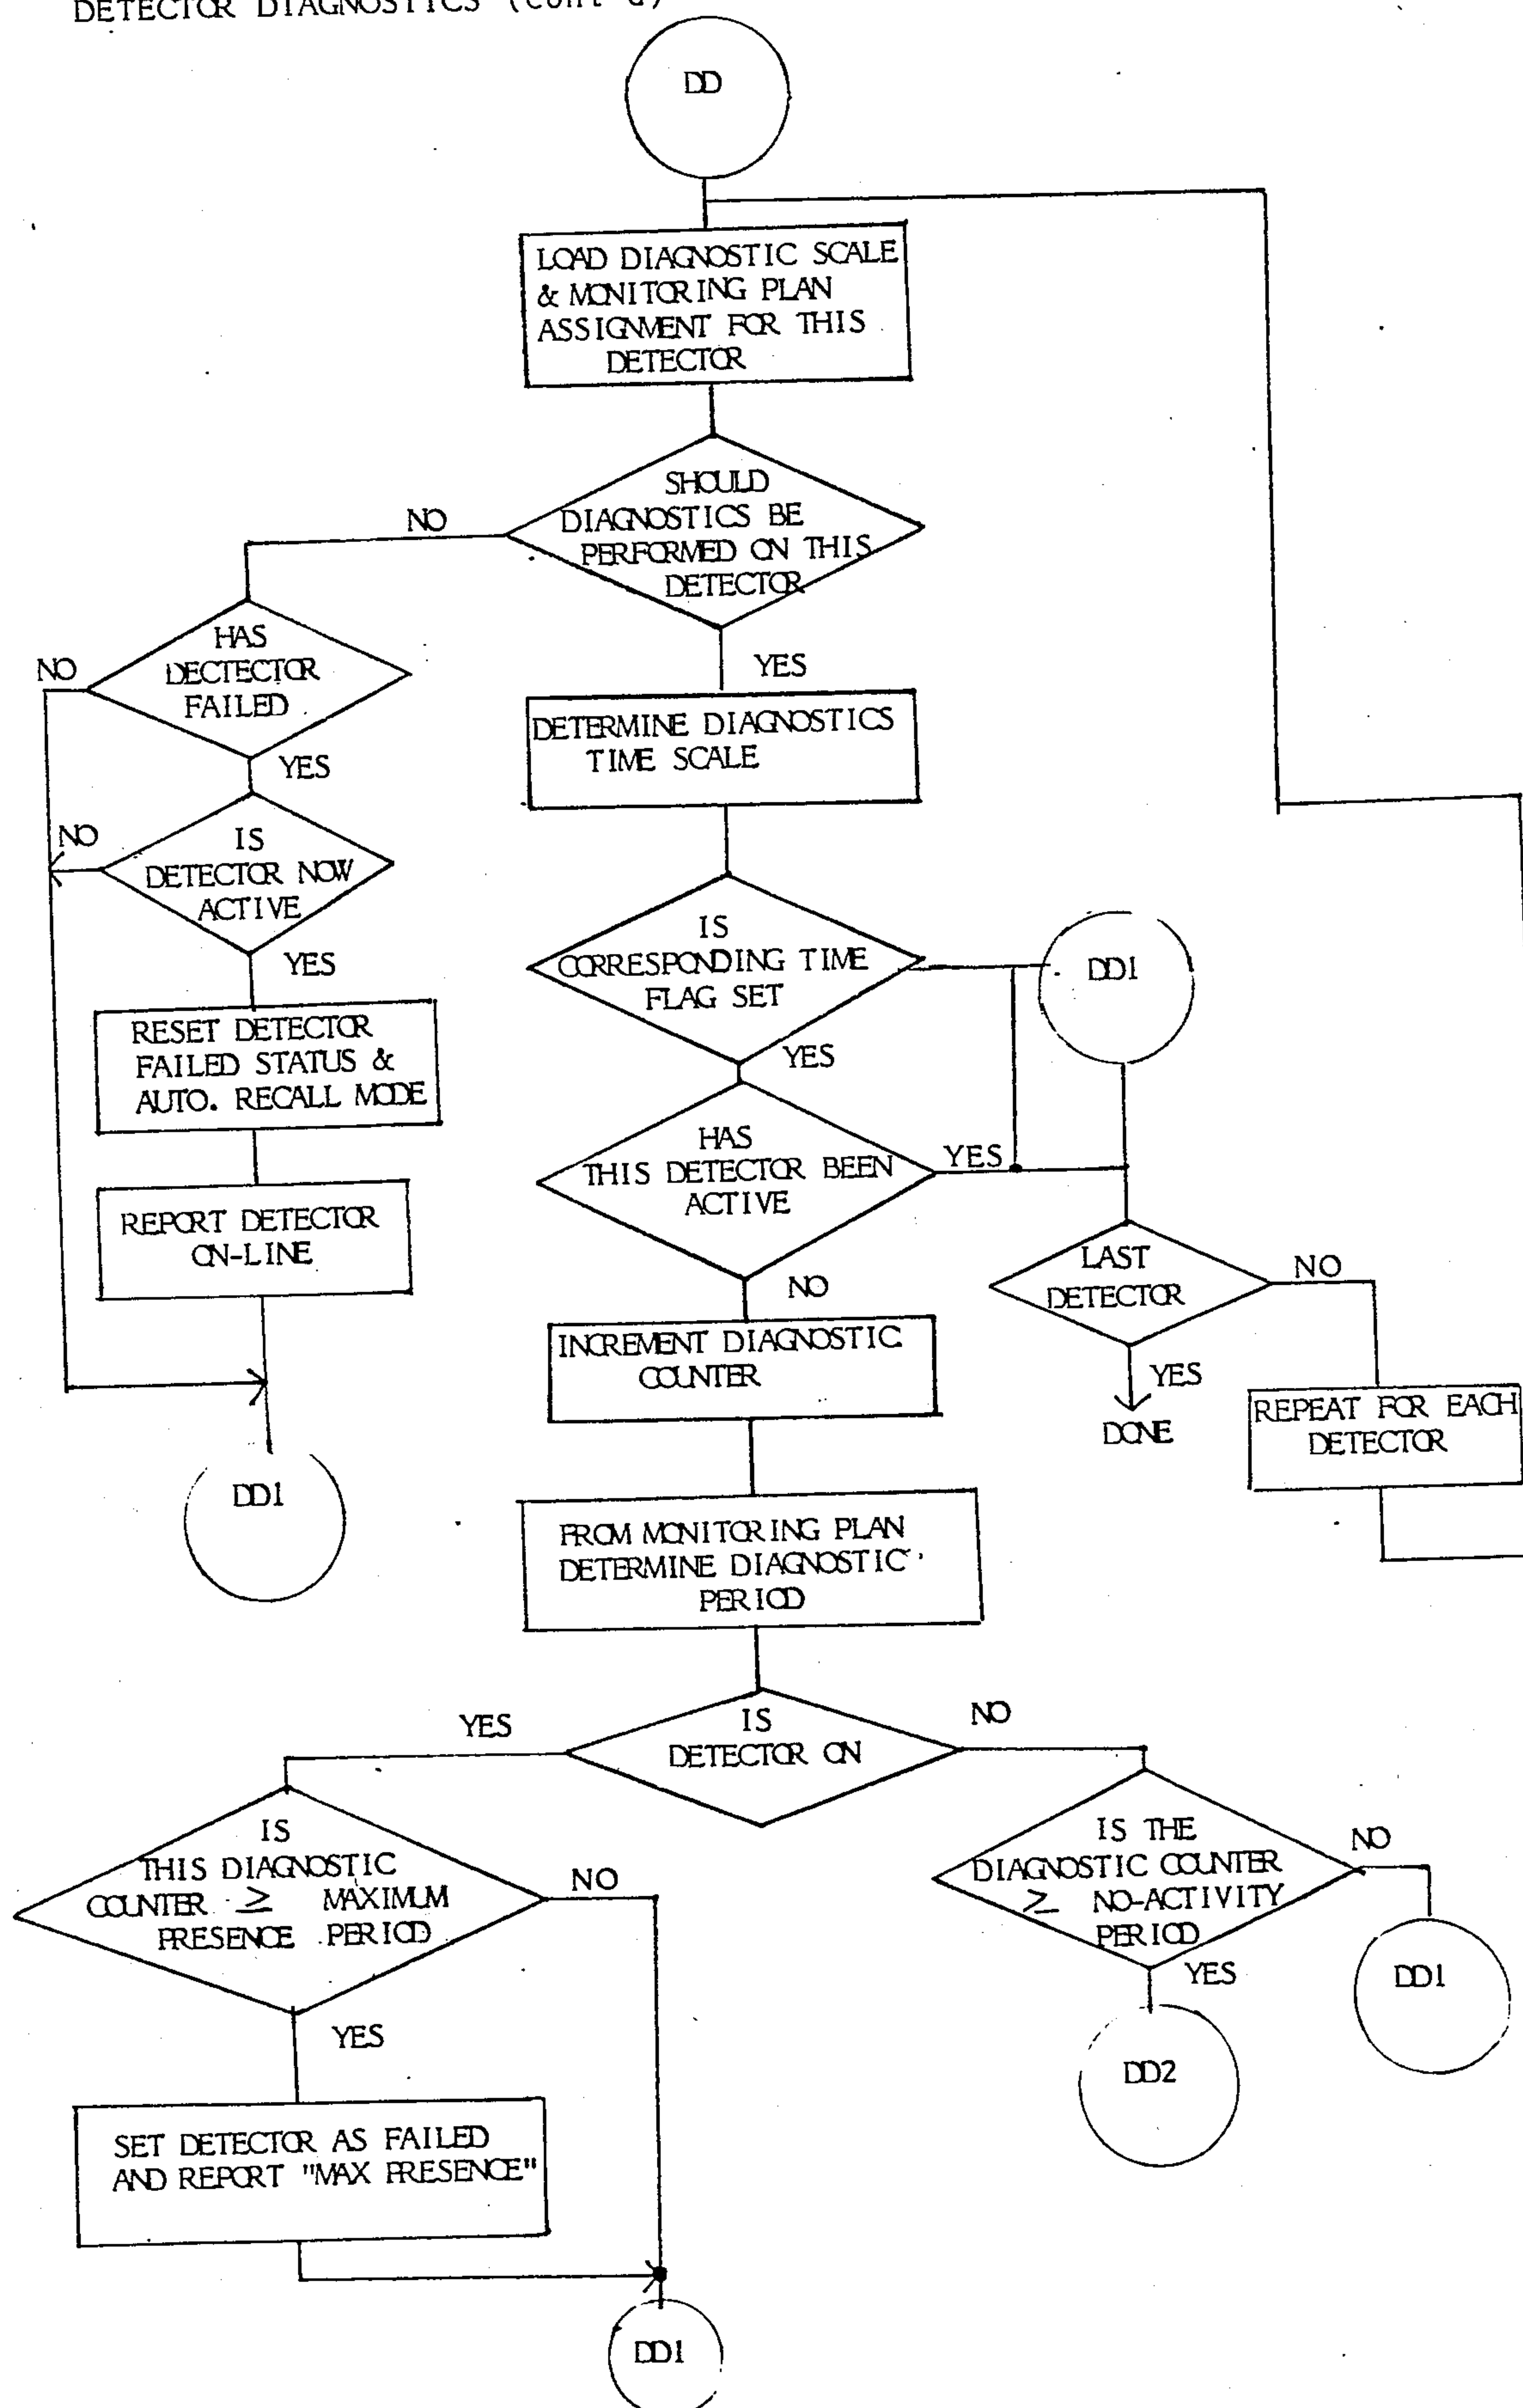 DETECTOR DIAGNOSTICS (Cont'd)
DD
LOAD DIAGNOSTIC SCALE
& MONITORING PLAN
ASSIGNMENT FOR THIS
DETECTOR
SHOULD
DIAGNOSTICS BE
PERFORMED ON THIS
DETECTOR
NO
YES
HAS
DECTECTOR
FAILED
NO
YES
DETERMINE DIAGNOSTICS
TIME SCALE
IS
DETECTOR NOW
ACTIVE
NO
YES
IS
CORRESPONDING TIME
FLAG SET
YES
DD1
RESET DETECTOR
FAILED STATUS &
AUTO. RECALL MODE
HAS
THIS DETECTOR BEEN
ACTIVE
YES
NO
REPORT DETECTOR
ON-LINE
LAST
DETECTOR
NO
YES
DONE
INCREMENT DIAGNOSTIC
COUNTER
REPEAT FOR EACH
DETECTOR
DD1
FROM MONITORING PLAN
DETERMINE DIAGNOSTIC
PERIOD
IS
DETECTOR ON
YES
NO
IS
THIS DIAGNOSTIC
COUNTER ≥ MAXIMUM
PRESENCE PERIOD
NO
YES
IS THE
DIAGNOSTIC COUNTER
≥ NO-ACTIVITY
PERIOD
NO
YES
DD1
DD2
SET DETECTOR AS FAILED
AND REPORT "MAX PRESENCE"
DD1